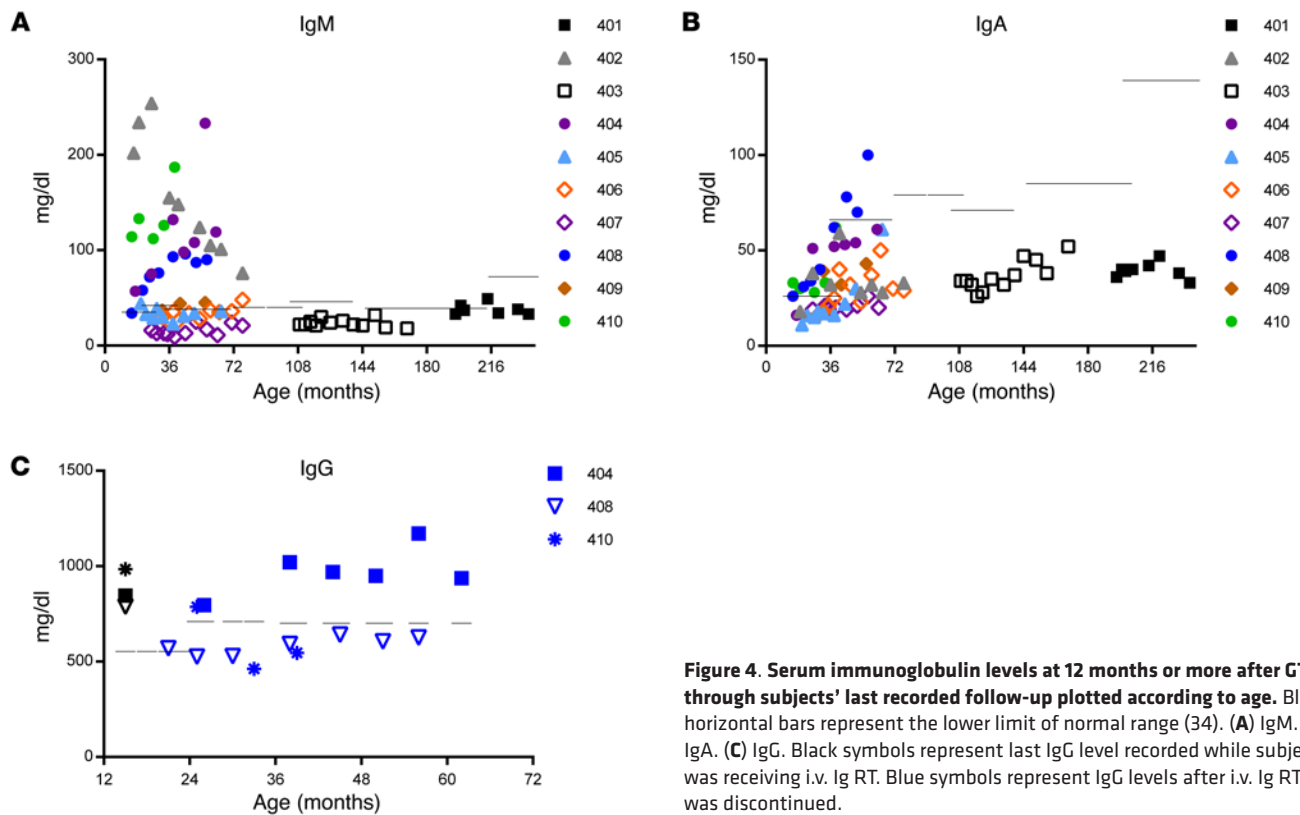 A
IgM
300
200
100
0
mg/dl
0 36 72 108 144 180 216
Age (months)
401
402
403
404
405
406
407
408
409
410
B
IgA
150
100
50
0
mg/dl
0 36 72 108 144 180 216
Age (months)
401
402
403
404
405
406
407
408
409
410
C
IgG
1500
1000
500
0
mg/dl
12 24 36 48 60 72
Age (months)
404
408
410
Figure 4. Serum immunoglobulin levels at 12 months or more after
through subjects’ last recorded follow-up plotted according to age.
horizontal bars represent the lower limit of normal range (34). (A) IgM.
IgA. (C) IgG. Black symbols represent last IgG level recorded while
was receiving i.v. Ig RT. Blue symbols represent IgG levels after i.v. Ig RT
was discontinued.